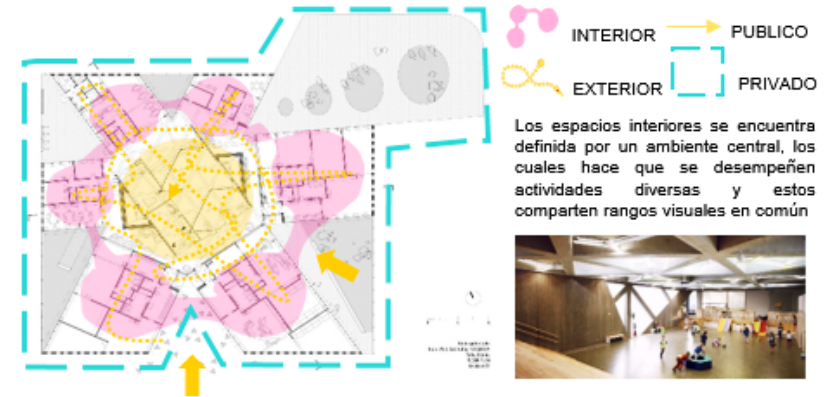 INTERIOR
PUBLICO
EXTERIOR
PRIVADO
Los espacios interiores se encuentra
definida por un ambiente central, los
cuales hace que se desempeñen
actividades diversas y estos
comparten rangos visuales en común